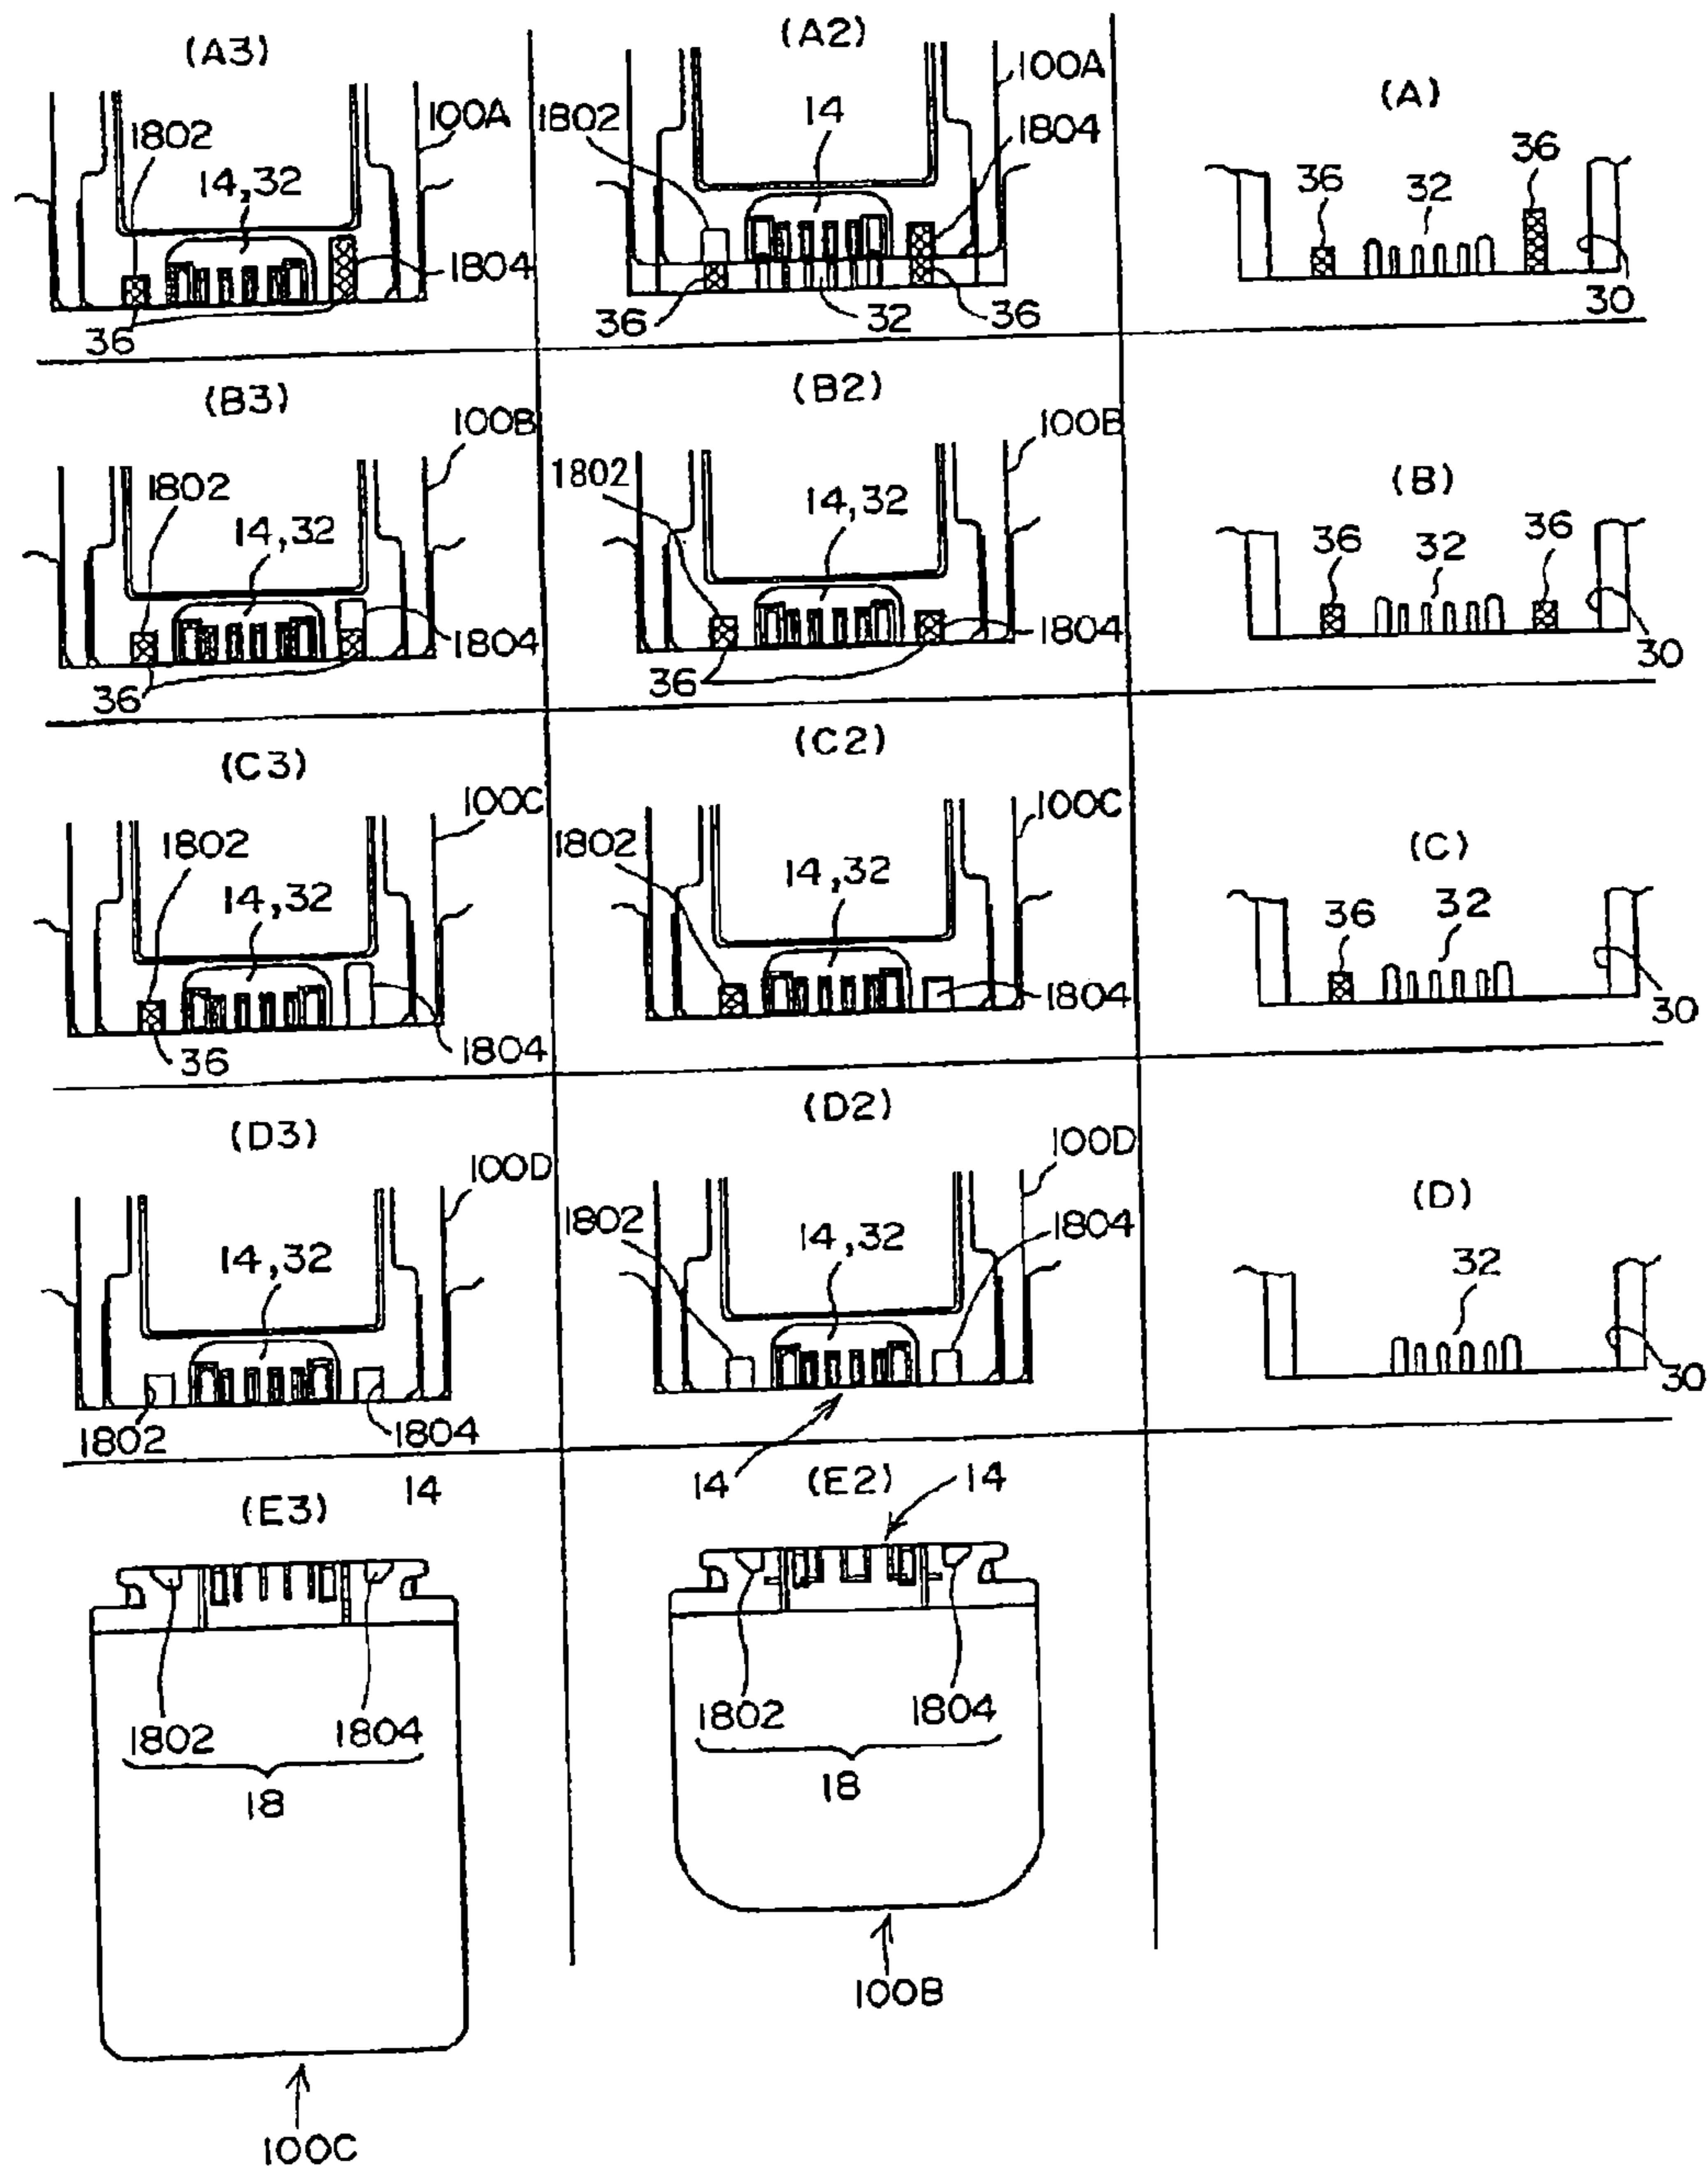 (A3) (A2) (A)
100A 100A
1802 1802 14 1804
14,32 36 32 36
1804
36 36 32 36 30
(B3) (B2) (B)
100B 100B
1802 1802
14,32 14,32 36 32 36
1804 1804
36 36 30
(C3) (C2) (C)
100C 100C
1802 1802
14,32 14,32 36 32
1804
36 1804 30
(D3) (D2) (D)
100D 100D
1802 1804
14,32 14,32 32
1802 1804 30
14 14 (E2) 14
(E3)
1802 1804 1802 1804
18 18
100B
100C